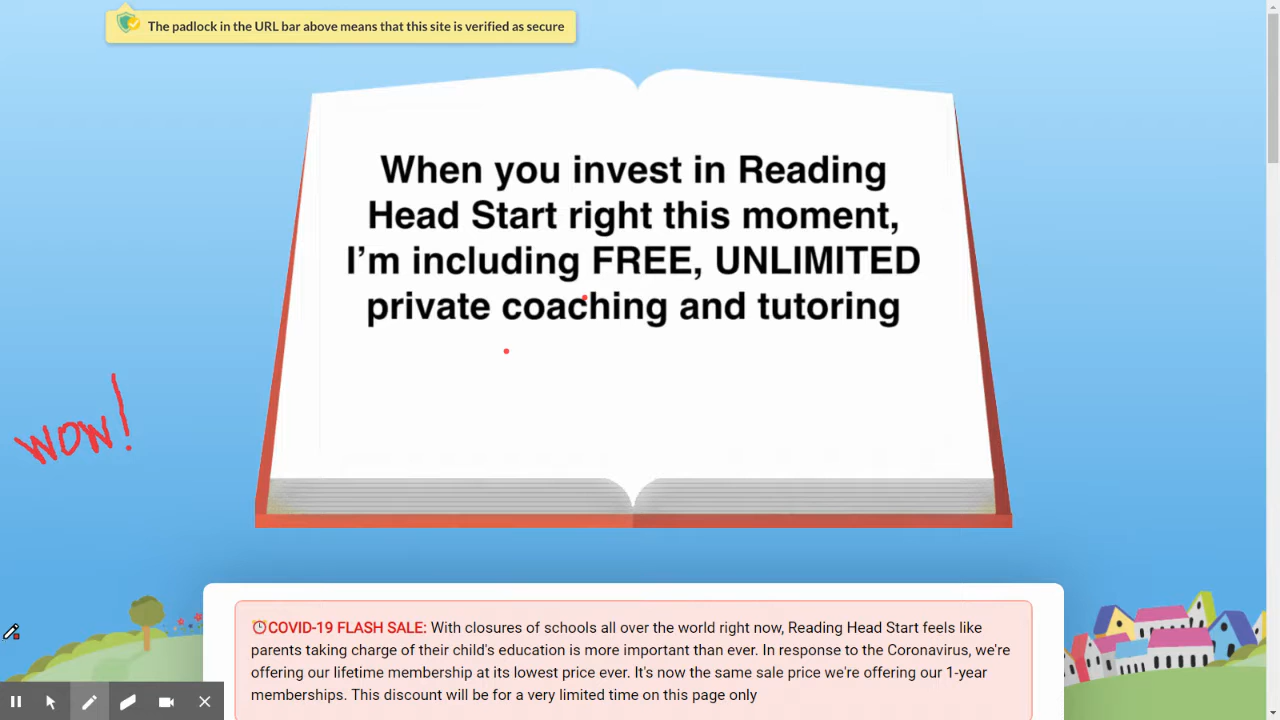 The padlock in the URL bar above means that this site is verified as secure
When you invest in Reading
Head Start right this moment,
I'm including FREE, UNLIMITED
private coaching and tutoring
wow!
COVID-19 FLASH SALE: With closures of schools all over the world right now, Reading Head Start feels like
parents taking charge of their child's education is more important than ever. In response to the Coronavirus, we're
offering our lifetime membership at its lowest price ever. It's now the same sale price we're offering our 1-year
memberships. This discount will be for a very limited time on this page only